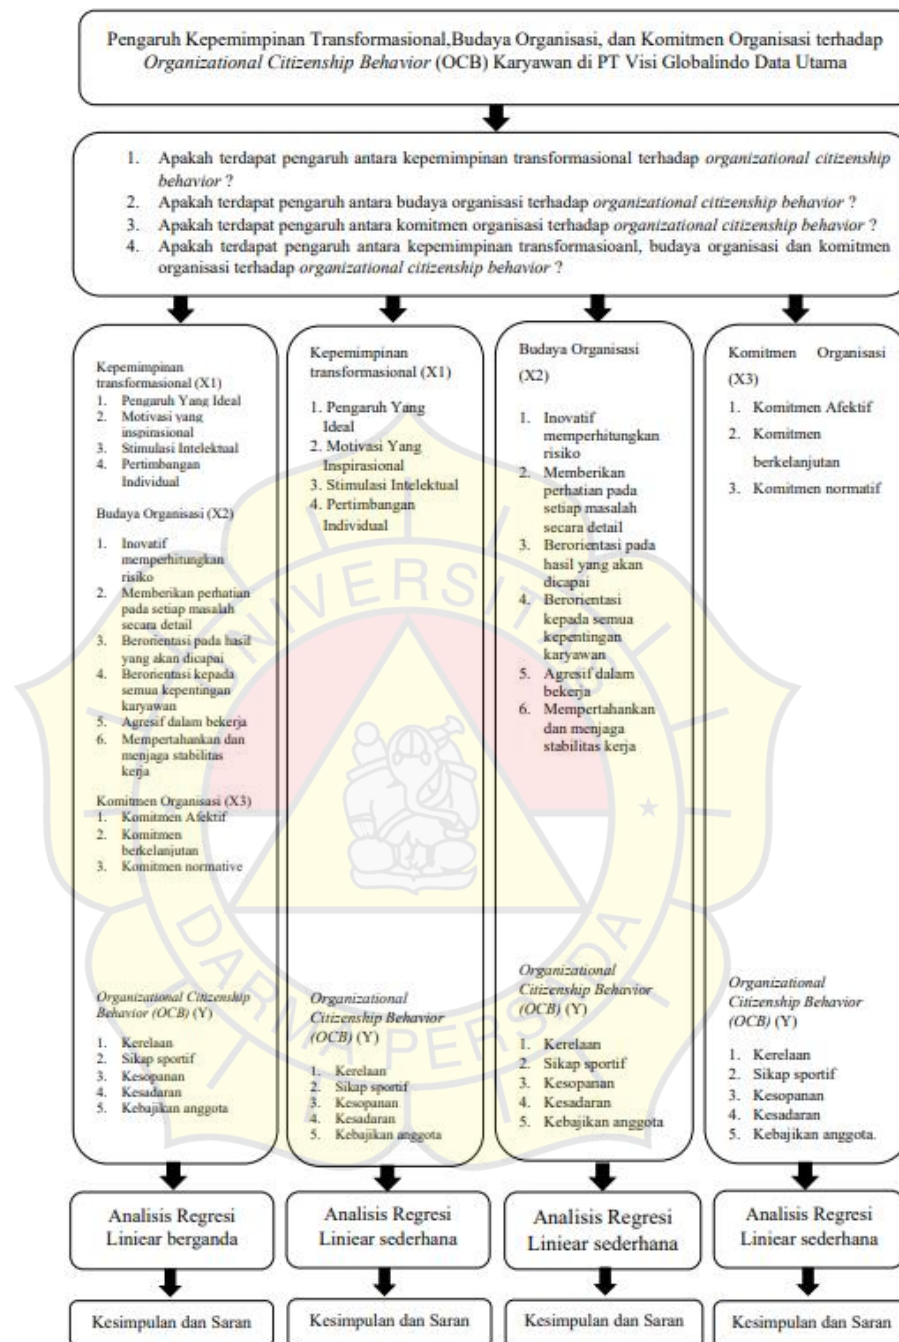 Pengaruh Kepemimpinan Transformasional,Budaya Organisasi, dan Komitmen Organisasi terhadap
Organizational Citizenship Behavior (OCB) Karyawan di PT Visi Globalindo Data Utama
1. Apakah terdapat pengaruh antara kepemimpinan transformasional terhadap organizational citizenship
behavior ?
2. Apakah terdapat pengaruh antara budaya organisasi terhadap organizational citizenship behavior ?
3. Apakah terdapat pengaruh antara komitmen organisasi terhadap organizational citizenship behavior ?
4. Apakah terdapat pengaruh antara kepemimpinan transformasioanl, budaya organisasi dan komitmen
organisasi terhadap organizational citizenship behavior ?
Kepemimpinan
transformasional (X1)
1. Pengaruh Yang Ideal
2. Motivasi yang
inspirasional
3. Stimulasi Intelektual
4. Pertimbangan
Individual
Budaya Organisasi (X2)
1. Inovatif
memperhitungkan
risiko
2. Memberikan perhatian
pada setiap masalah
secara detail
3. Berorientasi pada hasil
yang akan dicapai
4. Berorientasi kepada
semua kepentingan
karyawan
5. Agresif dalam bekerja
6. Mempertahankan dan
menjaga stabilitas
kerja
Komitmen Organisasi (X3)
1. Komitmen Afektif
2. Komitmen
berkelanjutan
3. Komitmen normative
Organizational Citizenship
Behavior (OCB) (Y)
1. Kerelaan
2. Sikap sportif
3. Kesopanan
4. Kesadaran
5. Kebajikan anggota
Kepemimpinan
transformasional (X1)
1. Pengaruh Yang
Ideal
2. Motivasi Yang
Inspirasional
3. Stimulasi Intelektual
4. Pertimbangan
Individual
Organizational
Citizenship Behavior
(OCB) (Y)
1. Kerelaan
2. Sikap sportif
3. Kesopanan
4. Kesadaran
5. Kebajikan anggota
Budaya Organisasi
(X2)
1. Inovatif
memperhitungkan
risiko
2. Memberikan
perhatian pada
setiap masalah
secara detail
3. Berorientasi pada
hasil yang akan
dicapai
4. Berorientasi
kepada semua
kepentingan
karyawan
5. Agresif dalam
bekerja
6. Mempertahankan
dan menjaga
stabilitas kerja
Organizational
Citizenship Behavior
(OCB) (Y)
1. Kerelaan
2. Sikap sportif
3. Kesopanan
4. Kesadaran
5. Kebajikan anggota
Komitmen Organisasi
(X3)
1. Komitmen Afektif
2. Komitmen
berkelanjutan
3. Komitmen normatif
Organizational
Citizenship Behavior
(OCB) (Y)
1. Kerelaan
2. Sikap sportif
3. Kesopanan
4. Kesadaran
5. Kebajikan anggota.
Analisis Regresi
Liniear berganda
Analisis Regresi
Liniear sederhana
Analisis Regresi
Liniear sederhana
Analisis Regresi
Liniear sederhana
Kesimpulan dan Saran
Kesimpulan dan Saran
Kesimpulan dan Saran
Kesimpulan dan Saran
UNIVERSITAS
DARMA PERSADA